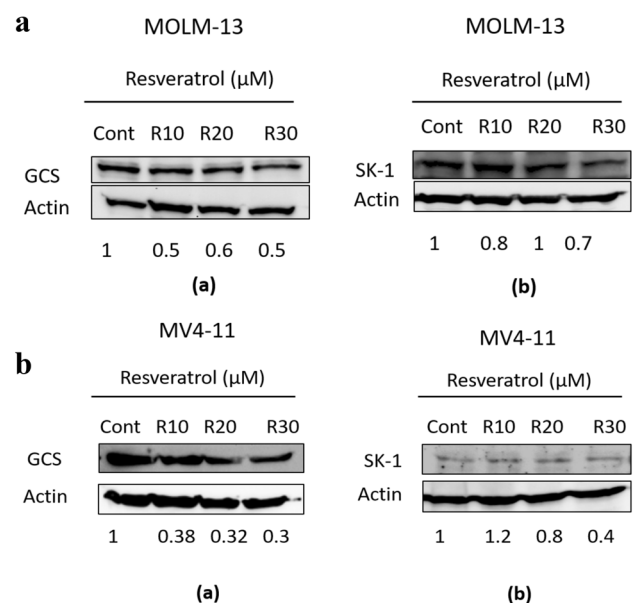 a
MOLM-13
Resveratrol (μM)
Cont R10 R20 R30
GCS
Actin
1 0.5 0.6 0.5
(a)
MOLM-13
Resveratrol (μM)
Cont R10 R20 R30
SK-1
Actin
1 0.8 1 0.7
(b)
b
MV4-11
Resveratrol (μM)
Cont R10 R20 R30
GCS
Actin
1 0.38 0.32 0.3
(a)
MV4-11
Resveratrol (μM)
Cont R10 R20 R30
SK-1
Actin
1 1.2 0.8 0.4
(b)